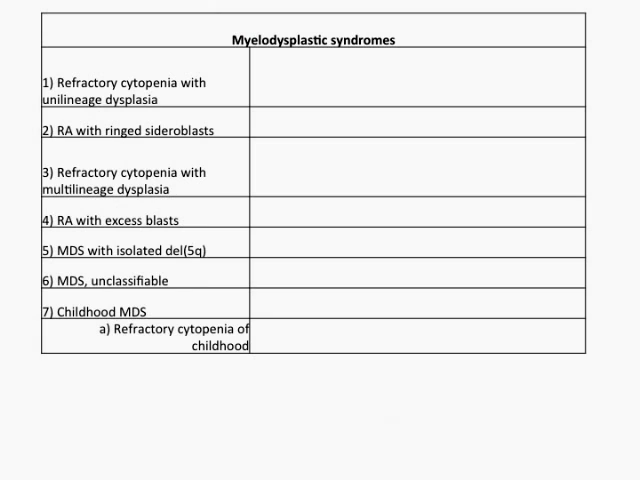 Myelodysplastic syndromes
1) Refractory cytopenia with
unilineage dysplasia
2) RA with ringed sideroblasts
3) Refractory cytopenia with
multilineage dysplasia
4) RA with excess blasts
5) MDS with isolated del(5q)
6) MDS, unclassifiable
7) Childhood MDS
a) Refractory cytopenia of
childhood